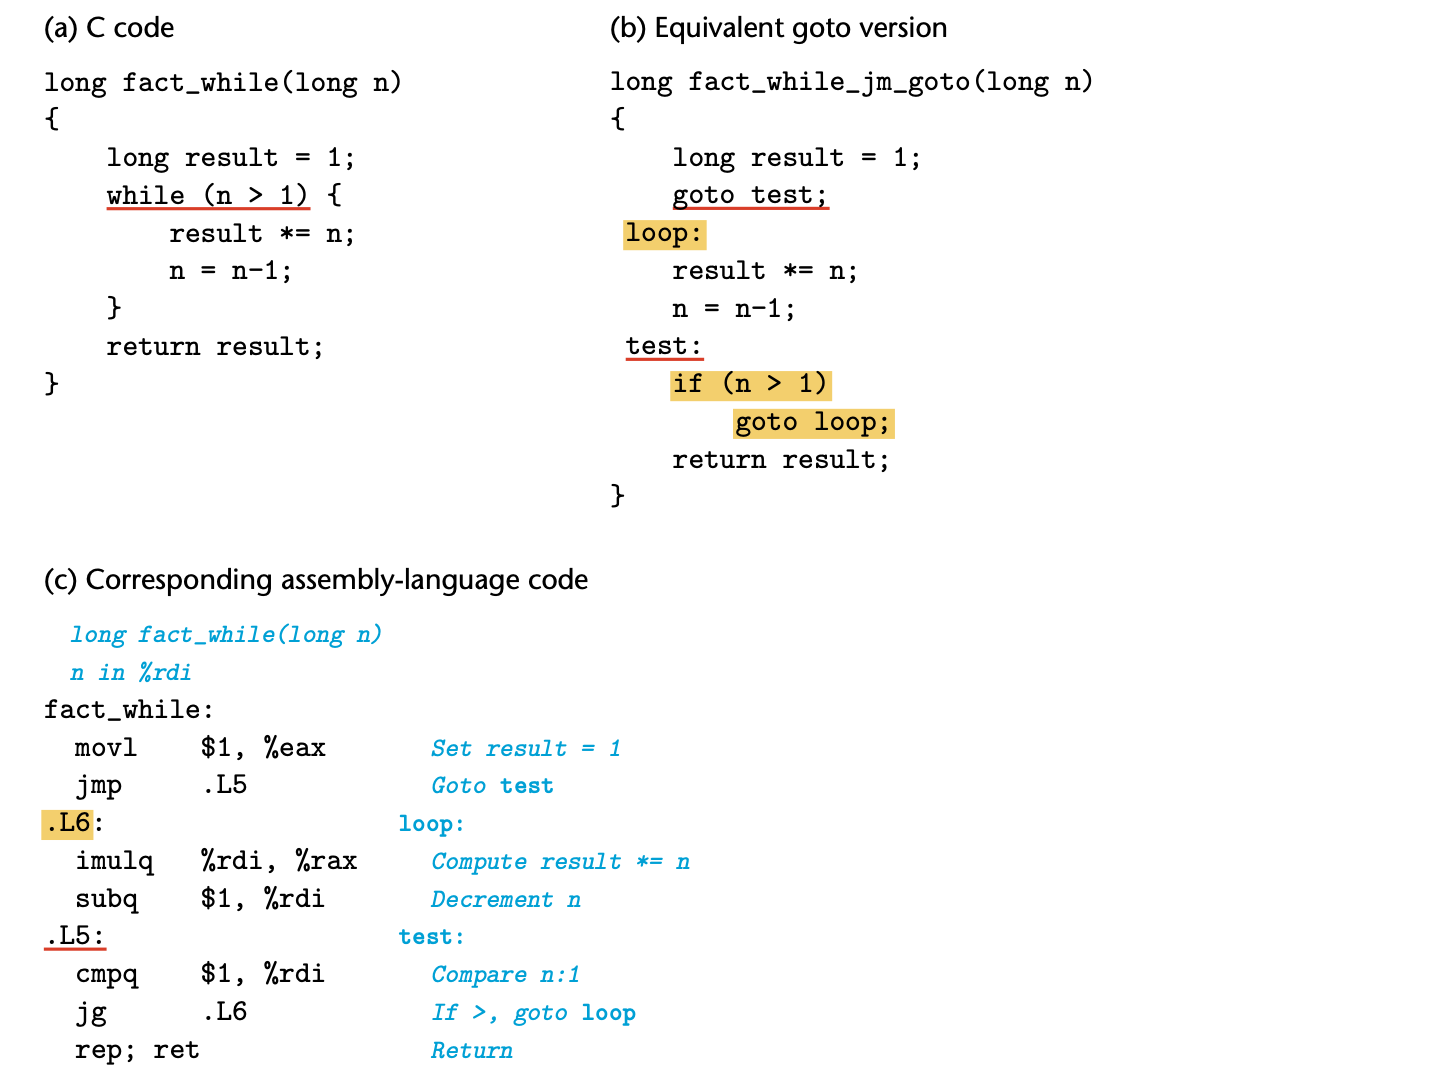 (a) C code
long fact_while(long n)
{
    long result = 1;
    while (n > 1) {
        result *= n;
        n = n-1;
    }
    return result;
}
(b) Equivalent goto version
long fact_while_jm_goto(long n)
{
    long result = 1;
    goto test;
 loop:
    result *= n;
    n = n-1;
 test:
    if (n > 1)
        goto loop;
    return result;
}
(c) Corresponding assembly-language code
long fact_while(long n)
n in %rdi
fact_while:
  movl    $1, %eax    Set result = 1
  jmp    .L5    Goto test
.L6:    loop:
  imulq    %rdi, %rax    Compute result *= n
  subq    $1, %rdi    Decrement n
.L5:    test:
  cmpq    $1, %rdi    Compare n:1
  jg    .L6    If >, goto loop
  rep; ret    Return